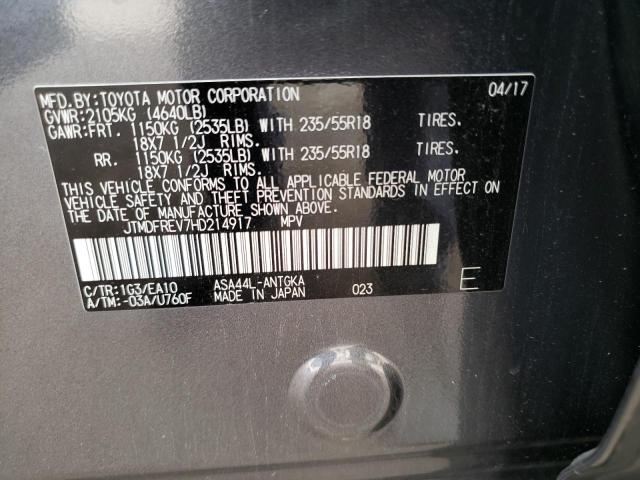 MFD.BY:TOYOTA MOTOR CORPORATION 04/17
GVWR:2105KG (4640LB)
GAWR:FRT. 1150KG (2535LB) WITH 235/55R18 TIRES.
18X7 1/2J RIMS.
RR. 1150KG (2535LB) WITH 235/55R18 TIRES.
18X7 1/2J RIMS.
THIS VEHICLE CONFORMS TO ALL APPLICABLE FEDERAL MOTOR
VEHICLE SAFETY AND THEFT PREVENTION STANDARDS IN EFFECT ON
THE DATE OF MANUFACTURE SHOWN ABOVE.
JTMDFREV7HD214917 MPV
C/TR:1G3/EA10 ASA44L-ANTGKA
A/TM:-03A/U760F MADE IN JAPAN 023 E